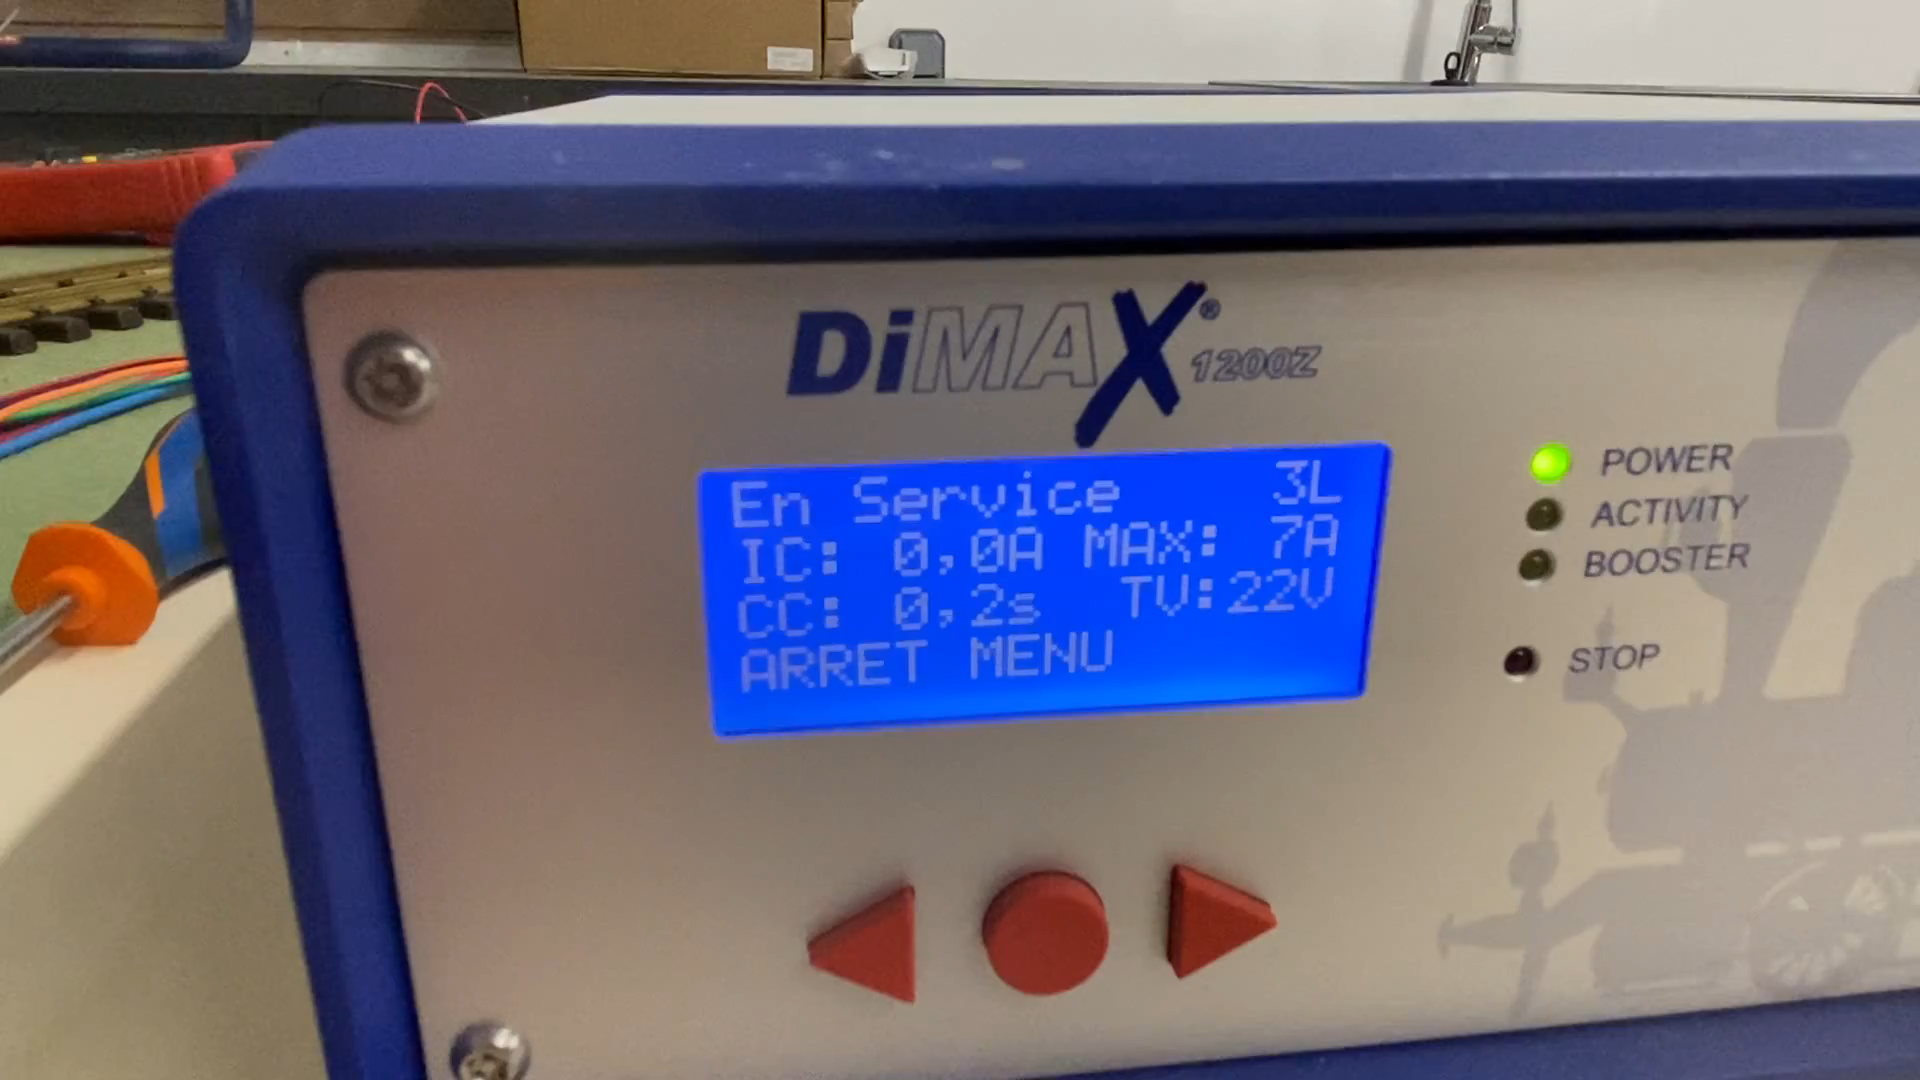 DiMAX® 1200Z
En Service 3L
IC: 0,0A MAX: 7A
CC: 0,2s TV:22V
ARRET MENU
POWER
ACTIVITY
BOOSTER
STOP